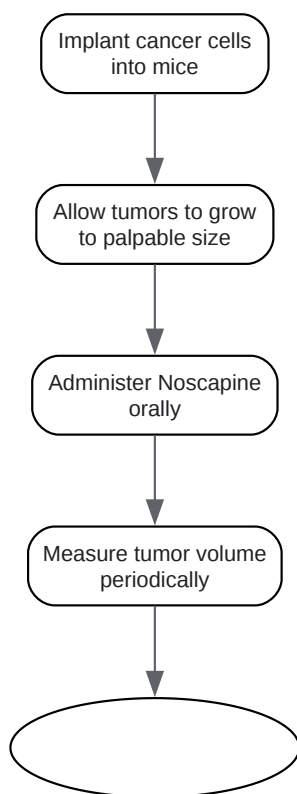 Implant cancer cells
into mice
Allow tumors to grow
to palpable size
Administer Noscapine
orally
Measure tumor volume
periodically